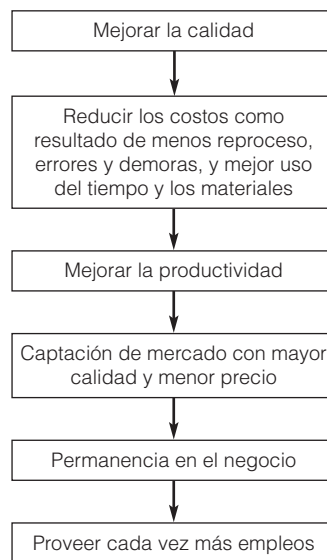 Mejorar la calidad
Reducir los costos como
resultado de menos reproceso,
errores y demoras, y mejor uso
del tiempo y los materiales
Mejorar la productividad
Captación de mercado con mayor
calidad y menor precio
Permanencia en el negocio
Proveer cada vez más empleos